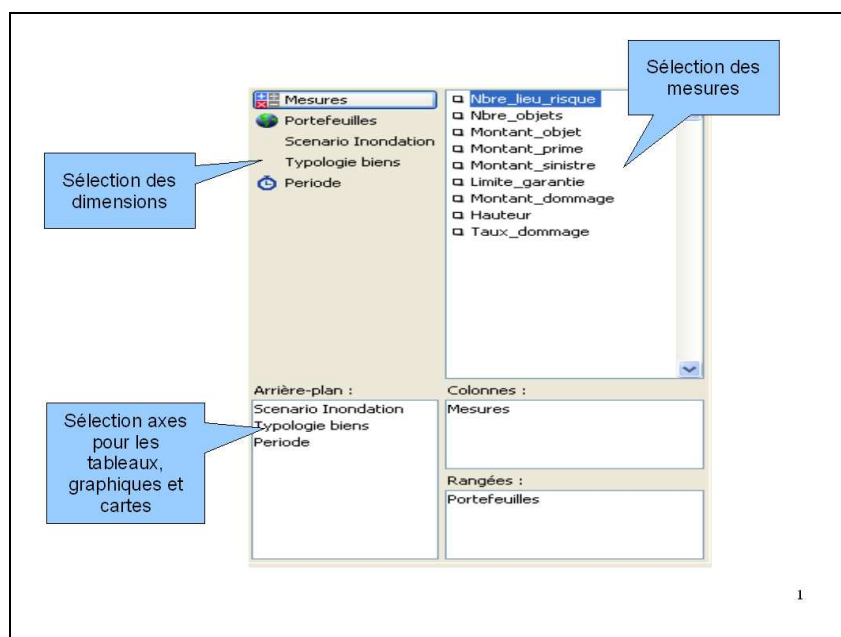 Sélection des
mesures
Mesures
Portefeuilles
Scenario Inondation
Typologie biens
Periode
Nbre_lieu_risque
Nbre_objets
Montant_objet
Montant_prime
Montant_sinistre
Limite_garantie
Montant_dommage
Hauteur
Taux_dommage
Sélection des
dimensions
Arrière-plan :
Scenario Inondation
Typologie biens
Periode
Colonnes :
Mesures
Rangées :
Portefeuilles
Sélection axes
pour les
tableaux,
graphiques et
cartes
1